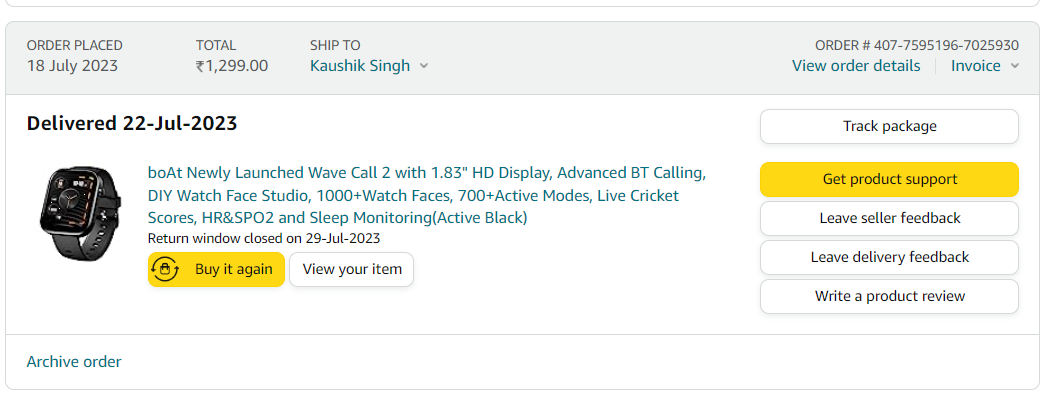 ORDER PLACED
18 July 2023
TOTAL
₹1,299.00
SHIP TO
Kaushik Singh
ORDER # 407-7595196-7025930
View order details
Invoice
Delivered 22-Jul-2023
boAt Newly Launched Wave Call 2 with 1.83" HD Display, Advanced BT Calling,
DIY Watch Face Studio, 1000+Watch Faces, 700+Active Modes, Live Cricket
Scores, HR&SPO2 and Sleep Monitoring(Active Black)
Return window closed on 29-Jul-2023
Buy it again
View your item
Track package
Get product support
Leave seller feedback
Leave delivery feedback
Write a product review
Archive order